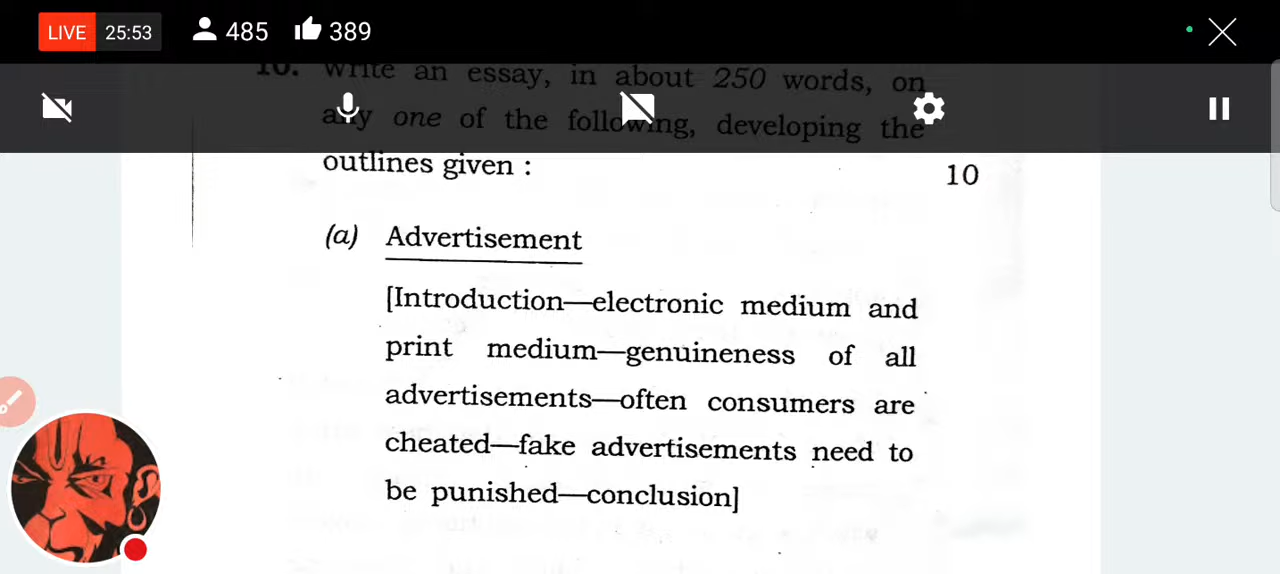 LIVE 25:53 485 389
10. Write an essay, in about 250 words, on
any one of the following, developing the
outlines given :
10
(a) Advertisement
[Introduction—electronic medium and
print medium—genuineness of all
advertisements—often consumers are
cheated—fake advertisements need to
be punished—conclusion]